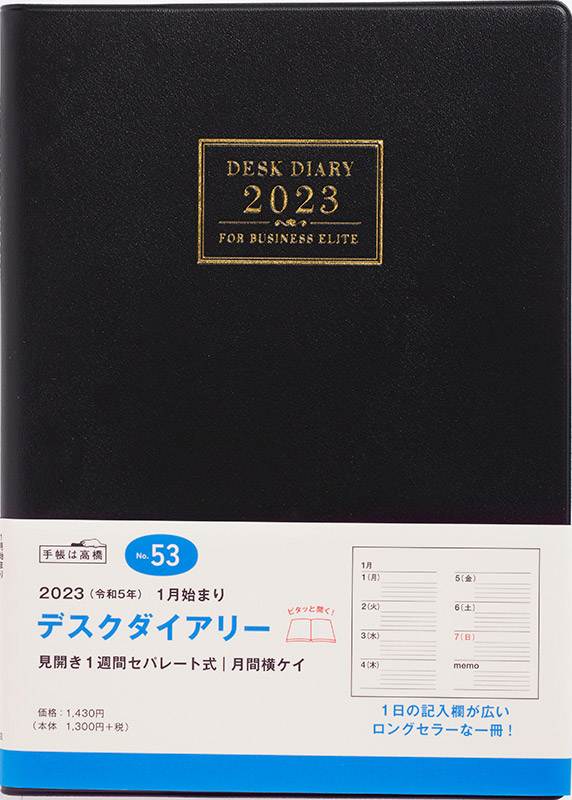 DESK DIARY
2023
FOR BUSINESS ELITE
手帳は高橋
No.53
2023（令和5年） 1月始まり
デスクダイアリー
見開き1週間セパレート式|月間横ケイ
ピタッと開く!
価格：1,430円
（本体 1,300円+税）
1月
1(月)
2(火)
3(水)
4(木)
5(金)
6(土)
7(日)
memo
1日の記入欄が広い
ロングセラーな一冊！
1月始まり